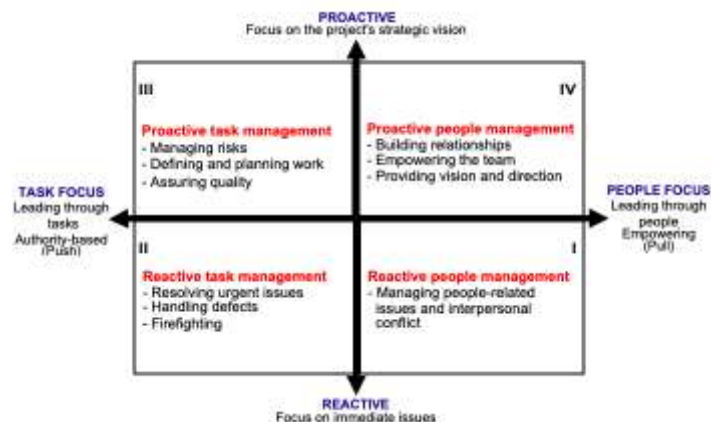 PROACTIVE
Focus on the project's strategic vision
III
Proactive task management
- Managing risks
- Defining and planning work
- Assuring quality
IV
Proactive people management
- Building relationships
- Empowering the team
- Providing vision and direction
TASK FOCUS
Leading through
tasks
Authority-based
(Push)
PEOPLE FOCUS
Leading through
people
Empowering
(Pull)
II
Reactive task management
- Resolving urgent issues
- Handling defects
- Firefighting
I
Reactive people management
- Managing people-related
issues and interpersonal
conflict
REACTIVE
Focus on immediate issues